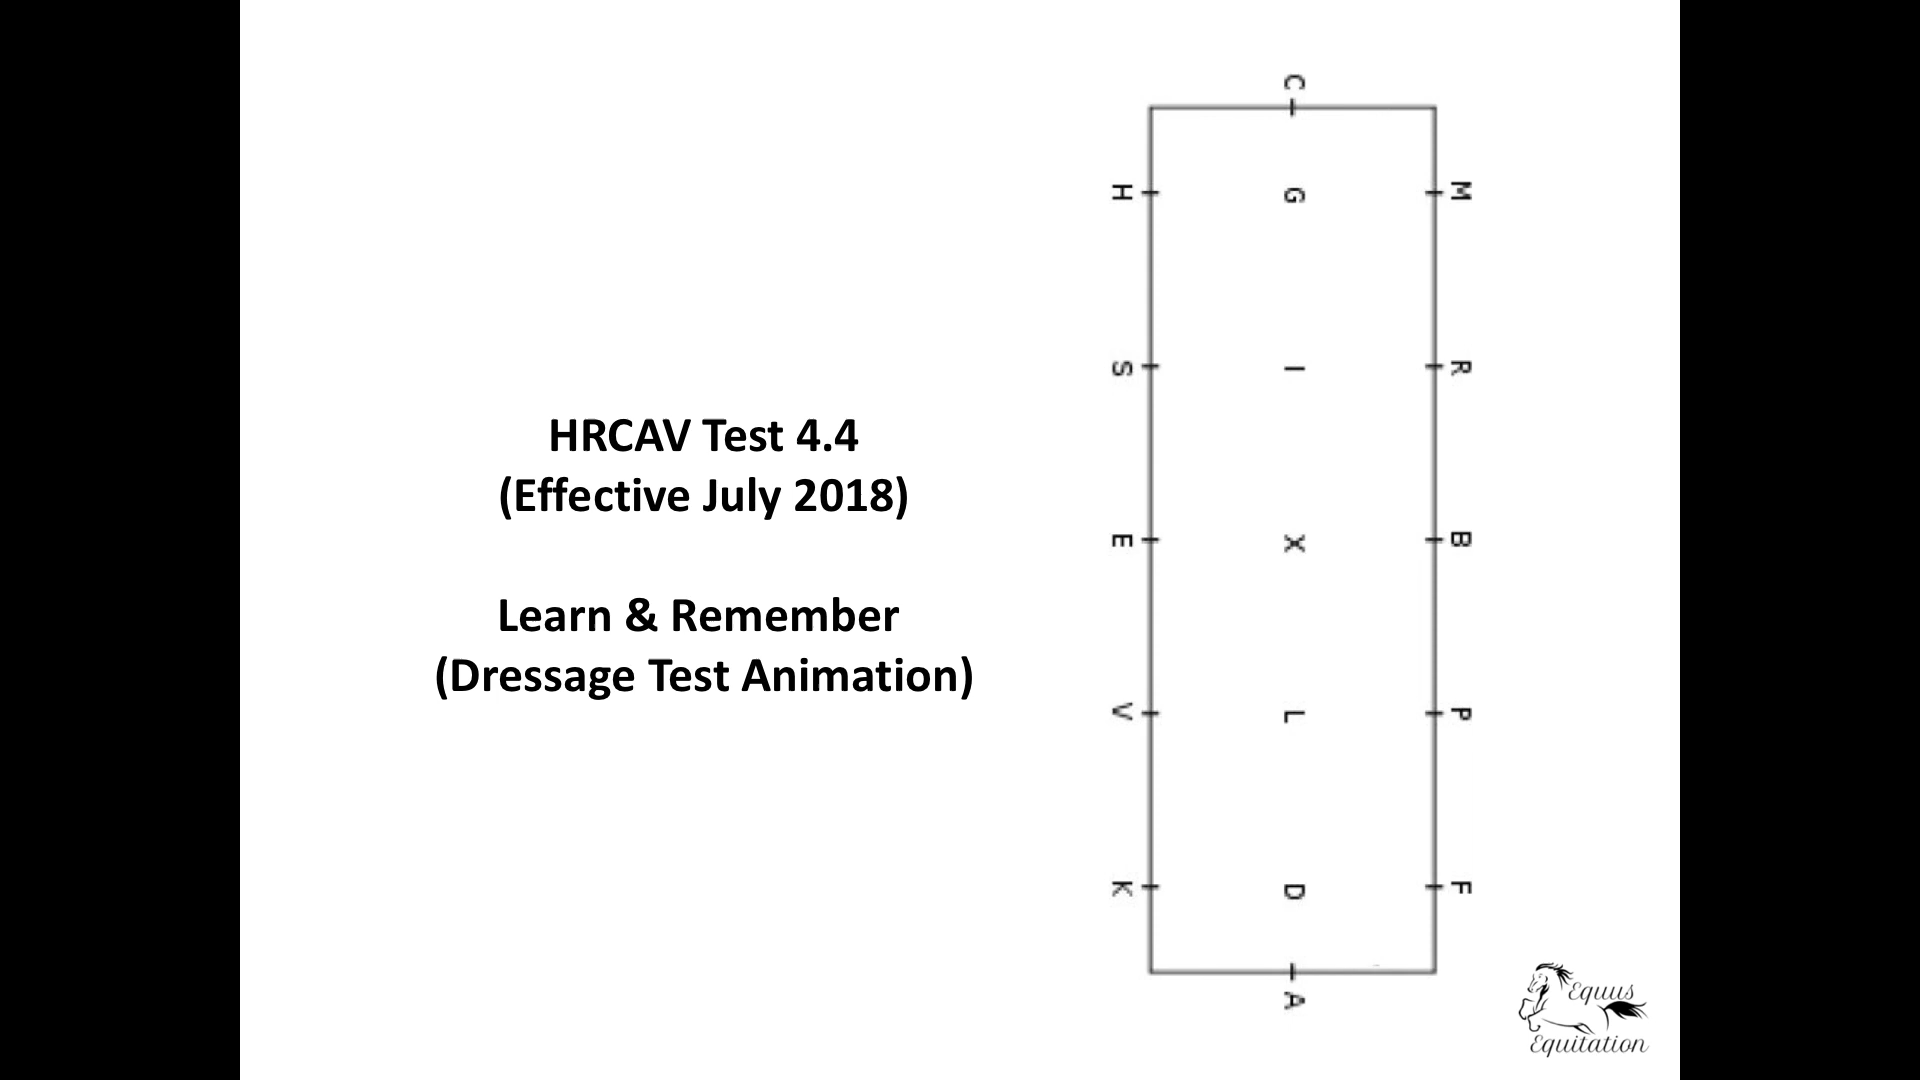 HRCAV Test 4.4
(Effective July 2018)
Learn & Remember
(Dressage Test Animation)
C
H G M
S I R
E X B
V L P
K D F
A
Equus
Equitation